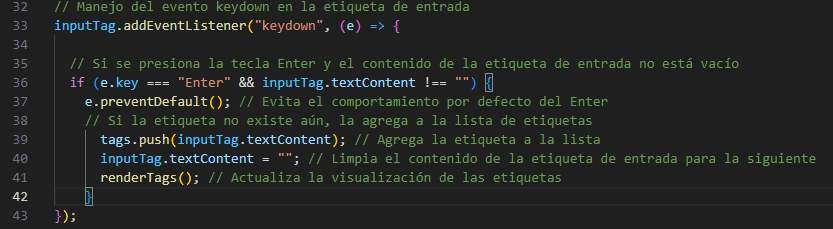 32 // Manejo del evento keydown en la etiqueta de entrada
33 inputTag.addEventListener("keydown", (e) => {
34
35 // Si se presiona la tecla Enter y el contenido de la etiqueta de entrada no está vacío
36 if (e.key === "Enter" && inputTag.textContent !== "") {
37 e.preventDefault(); // Evita el comportamiento por defecto del Enter
38 // Si la etiqueta no existe aún, la agrega a la lista de etiquetas
39 tags.push(inputTag.textContent); // Agrega la etiqueta a la lista
40 inputTag.textContent = ""; // Limpia el contenido de la etiqueta de entrada para la siguiente
41 renderTags(); // Actualiza la visualización de las etiquetas
42 }
43 });